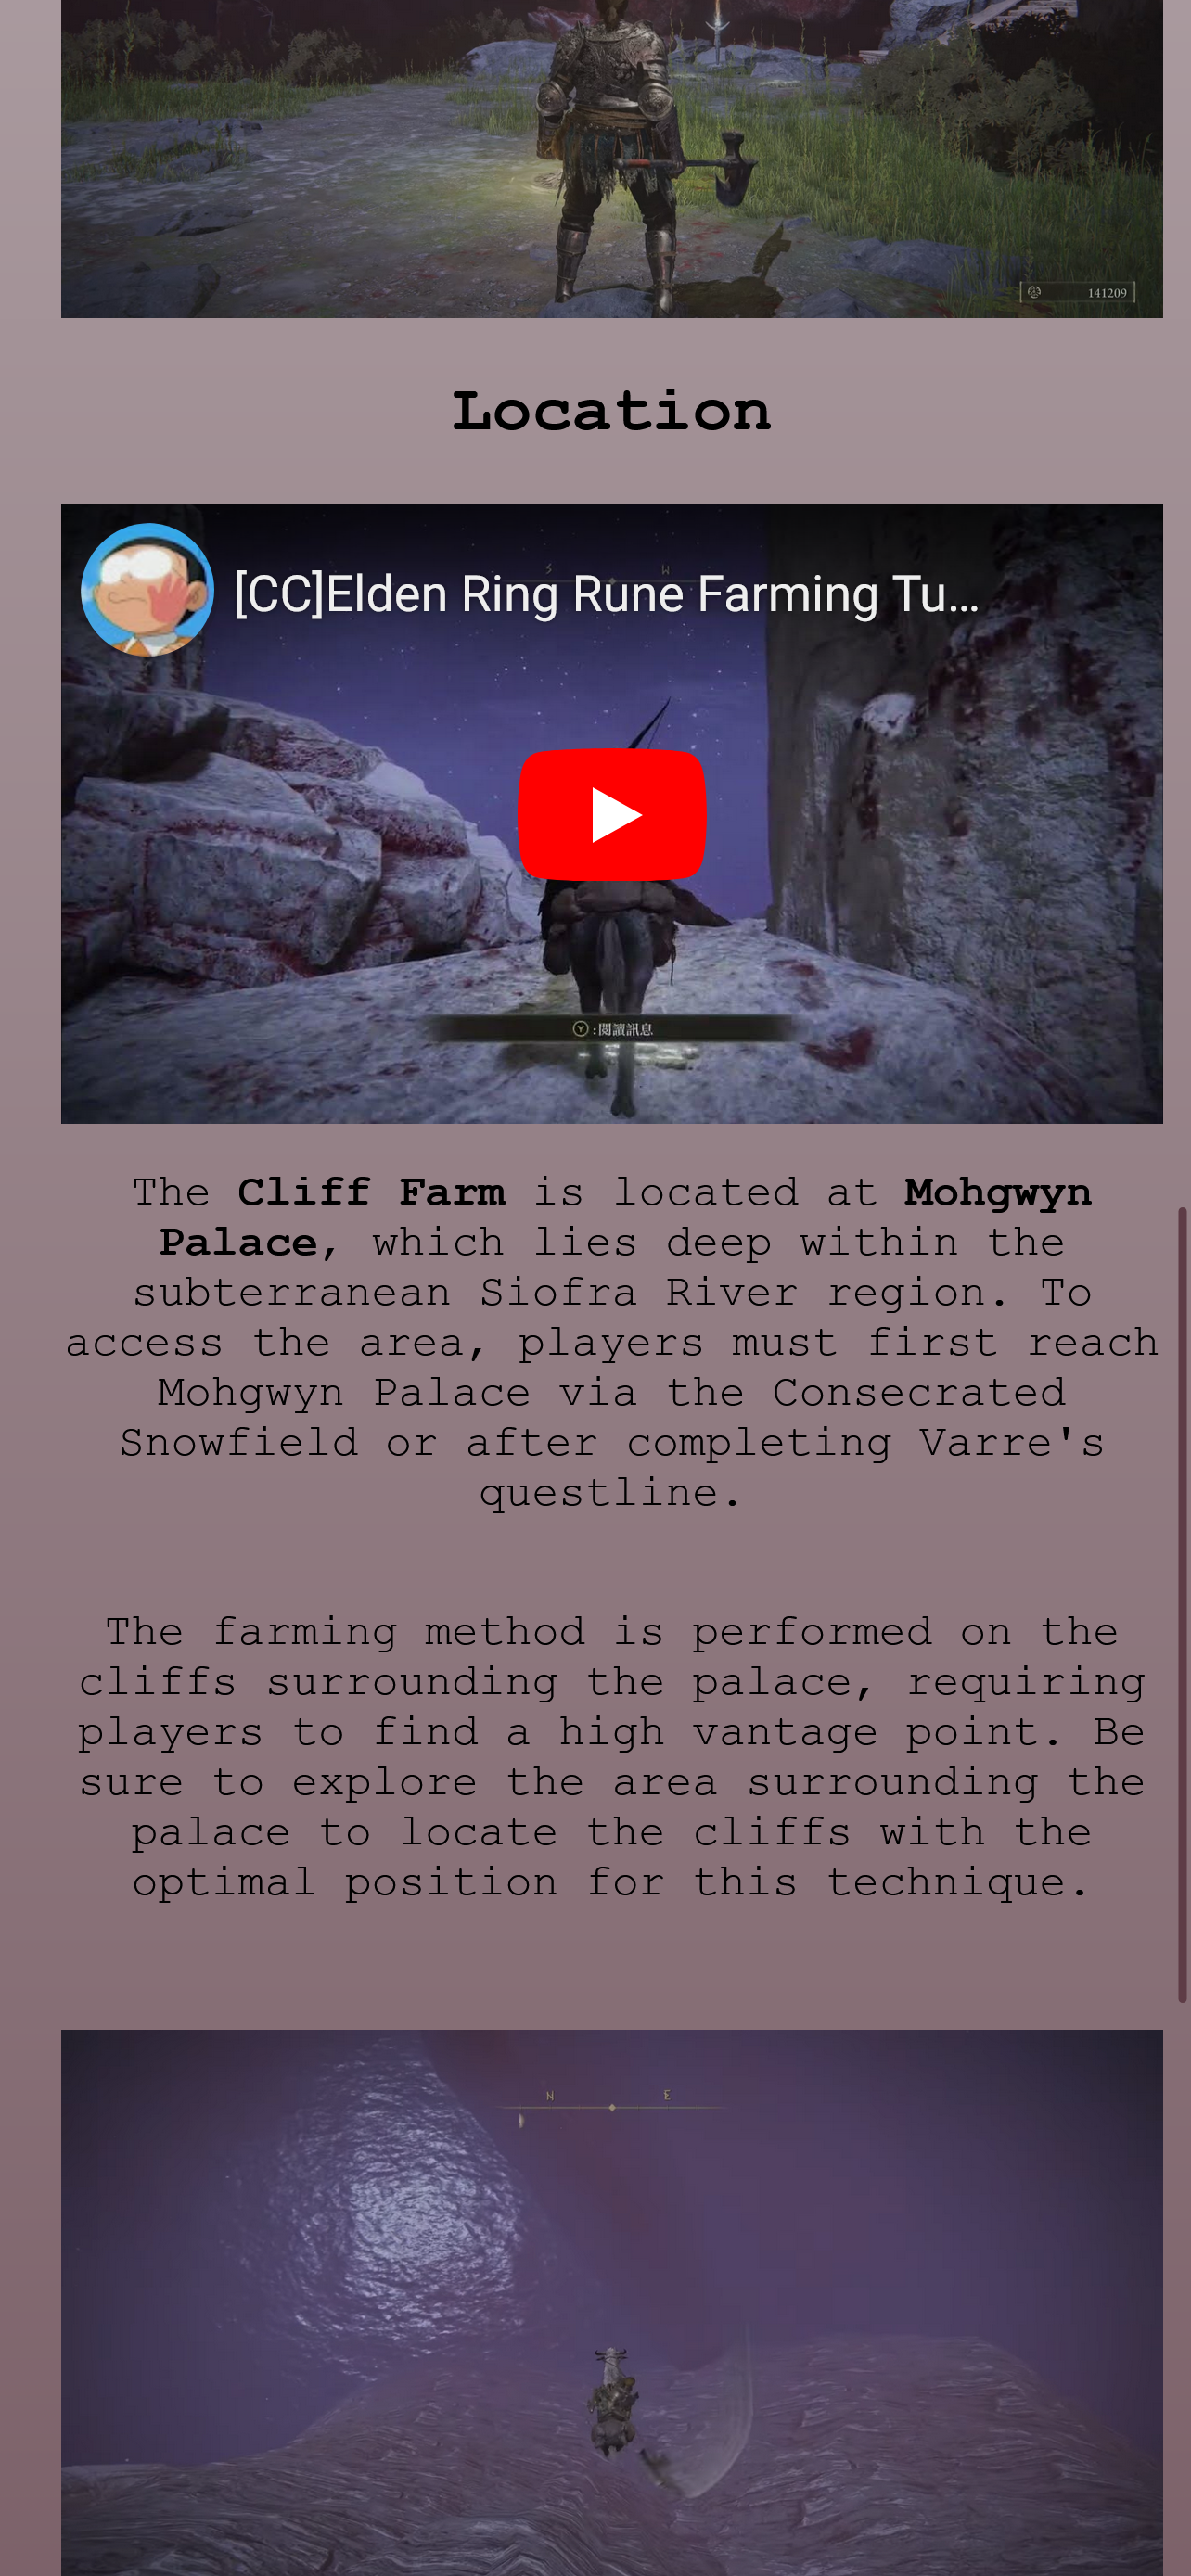 141209
Location
[CC]Elden Ring Rune Farming Tu...
S W
Y :閱讀訊息
The Cliff Farm is located at Mohgwyn
Palace, which lies deep within the
subterranean Siofra River region. To
access the area, players must first reach
Mohgwyn Palace via the Consecrated
Snowfield or after completing Varre's
questline.
The farming method is performed on the
cliffs surrounding the palace, requiring
players to find a high vantage point. Be
sure to explore the area surrounding the
palace to locate the cliffs with the
optimal position for this technique.
N E